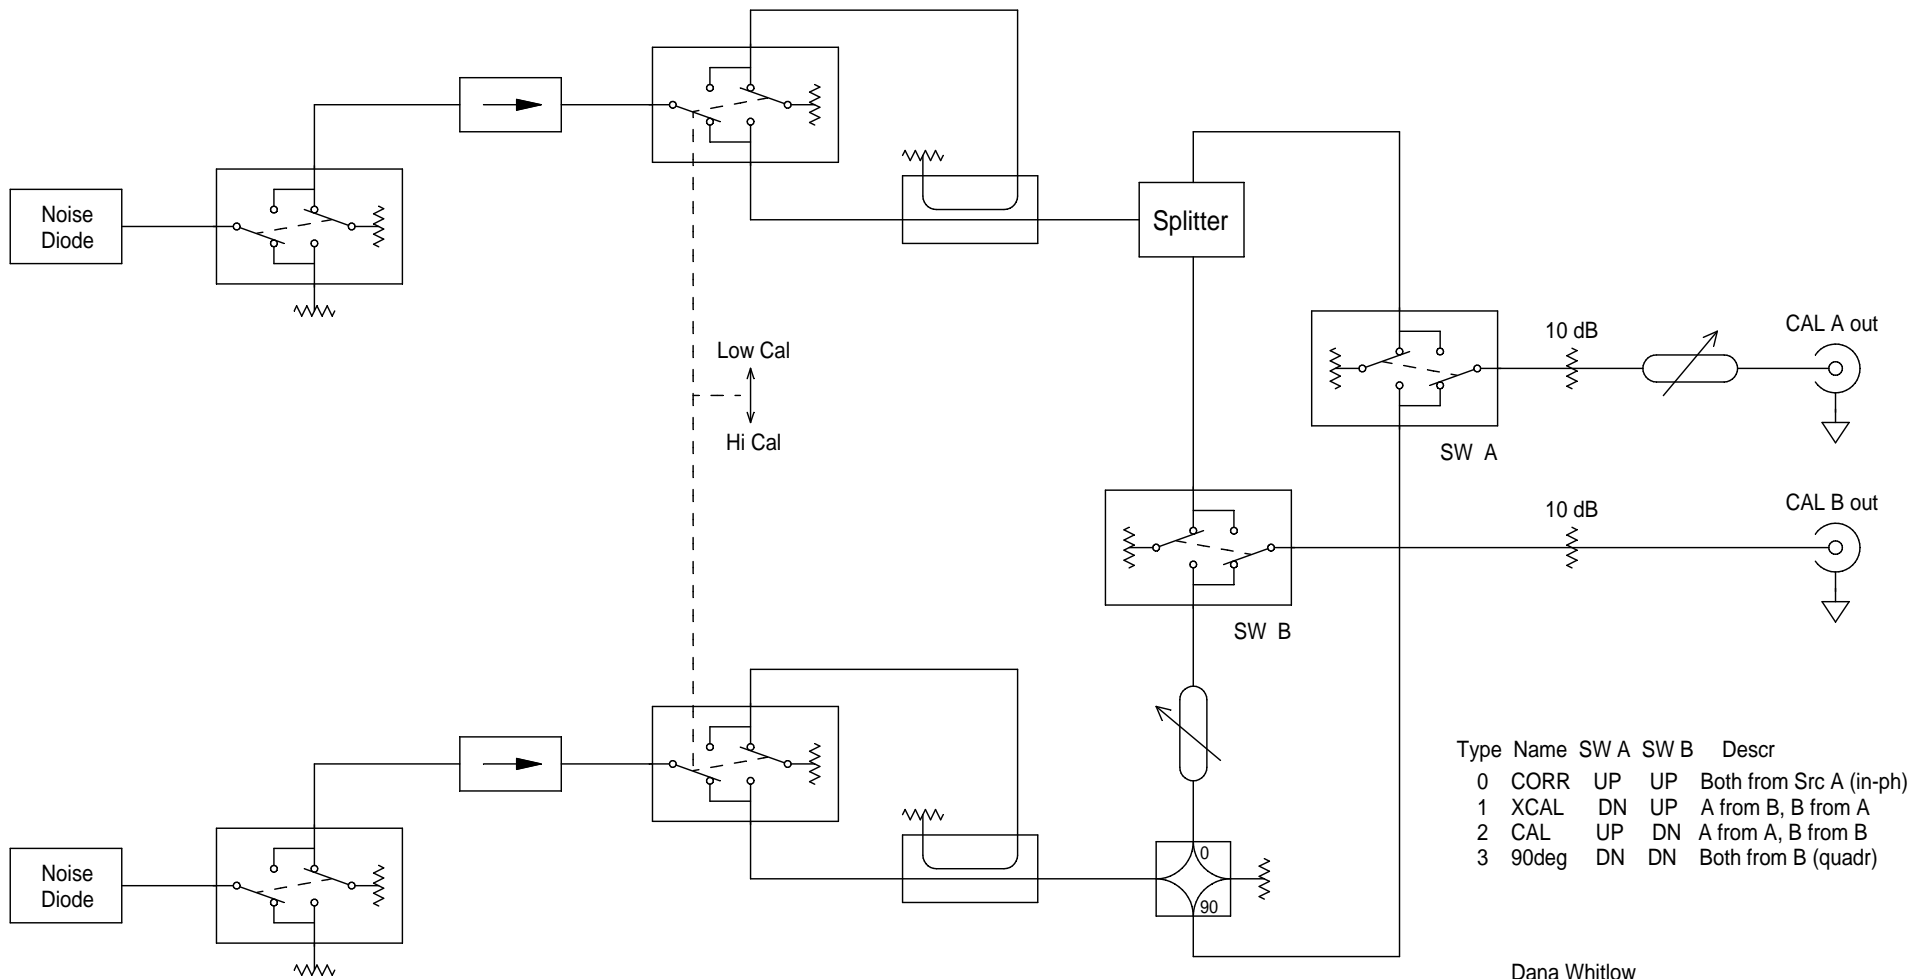 Noise
Diode
Splitter
Low Cal
Hi Cal
10 dB
CAL A out
SW A
10 dB
CAL B out
SW B
Noise
Diode
0
90
Type Name SW A SW B Descr
0 CORR UP UP Both from Src A (in-ph)
1 XCAL DN UP A from B, B from A
2 CAL UP DN A from A, B from B
3 90deg DN DN Both from B (quadr)
Dana Whitlow